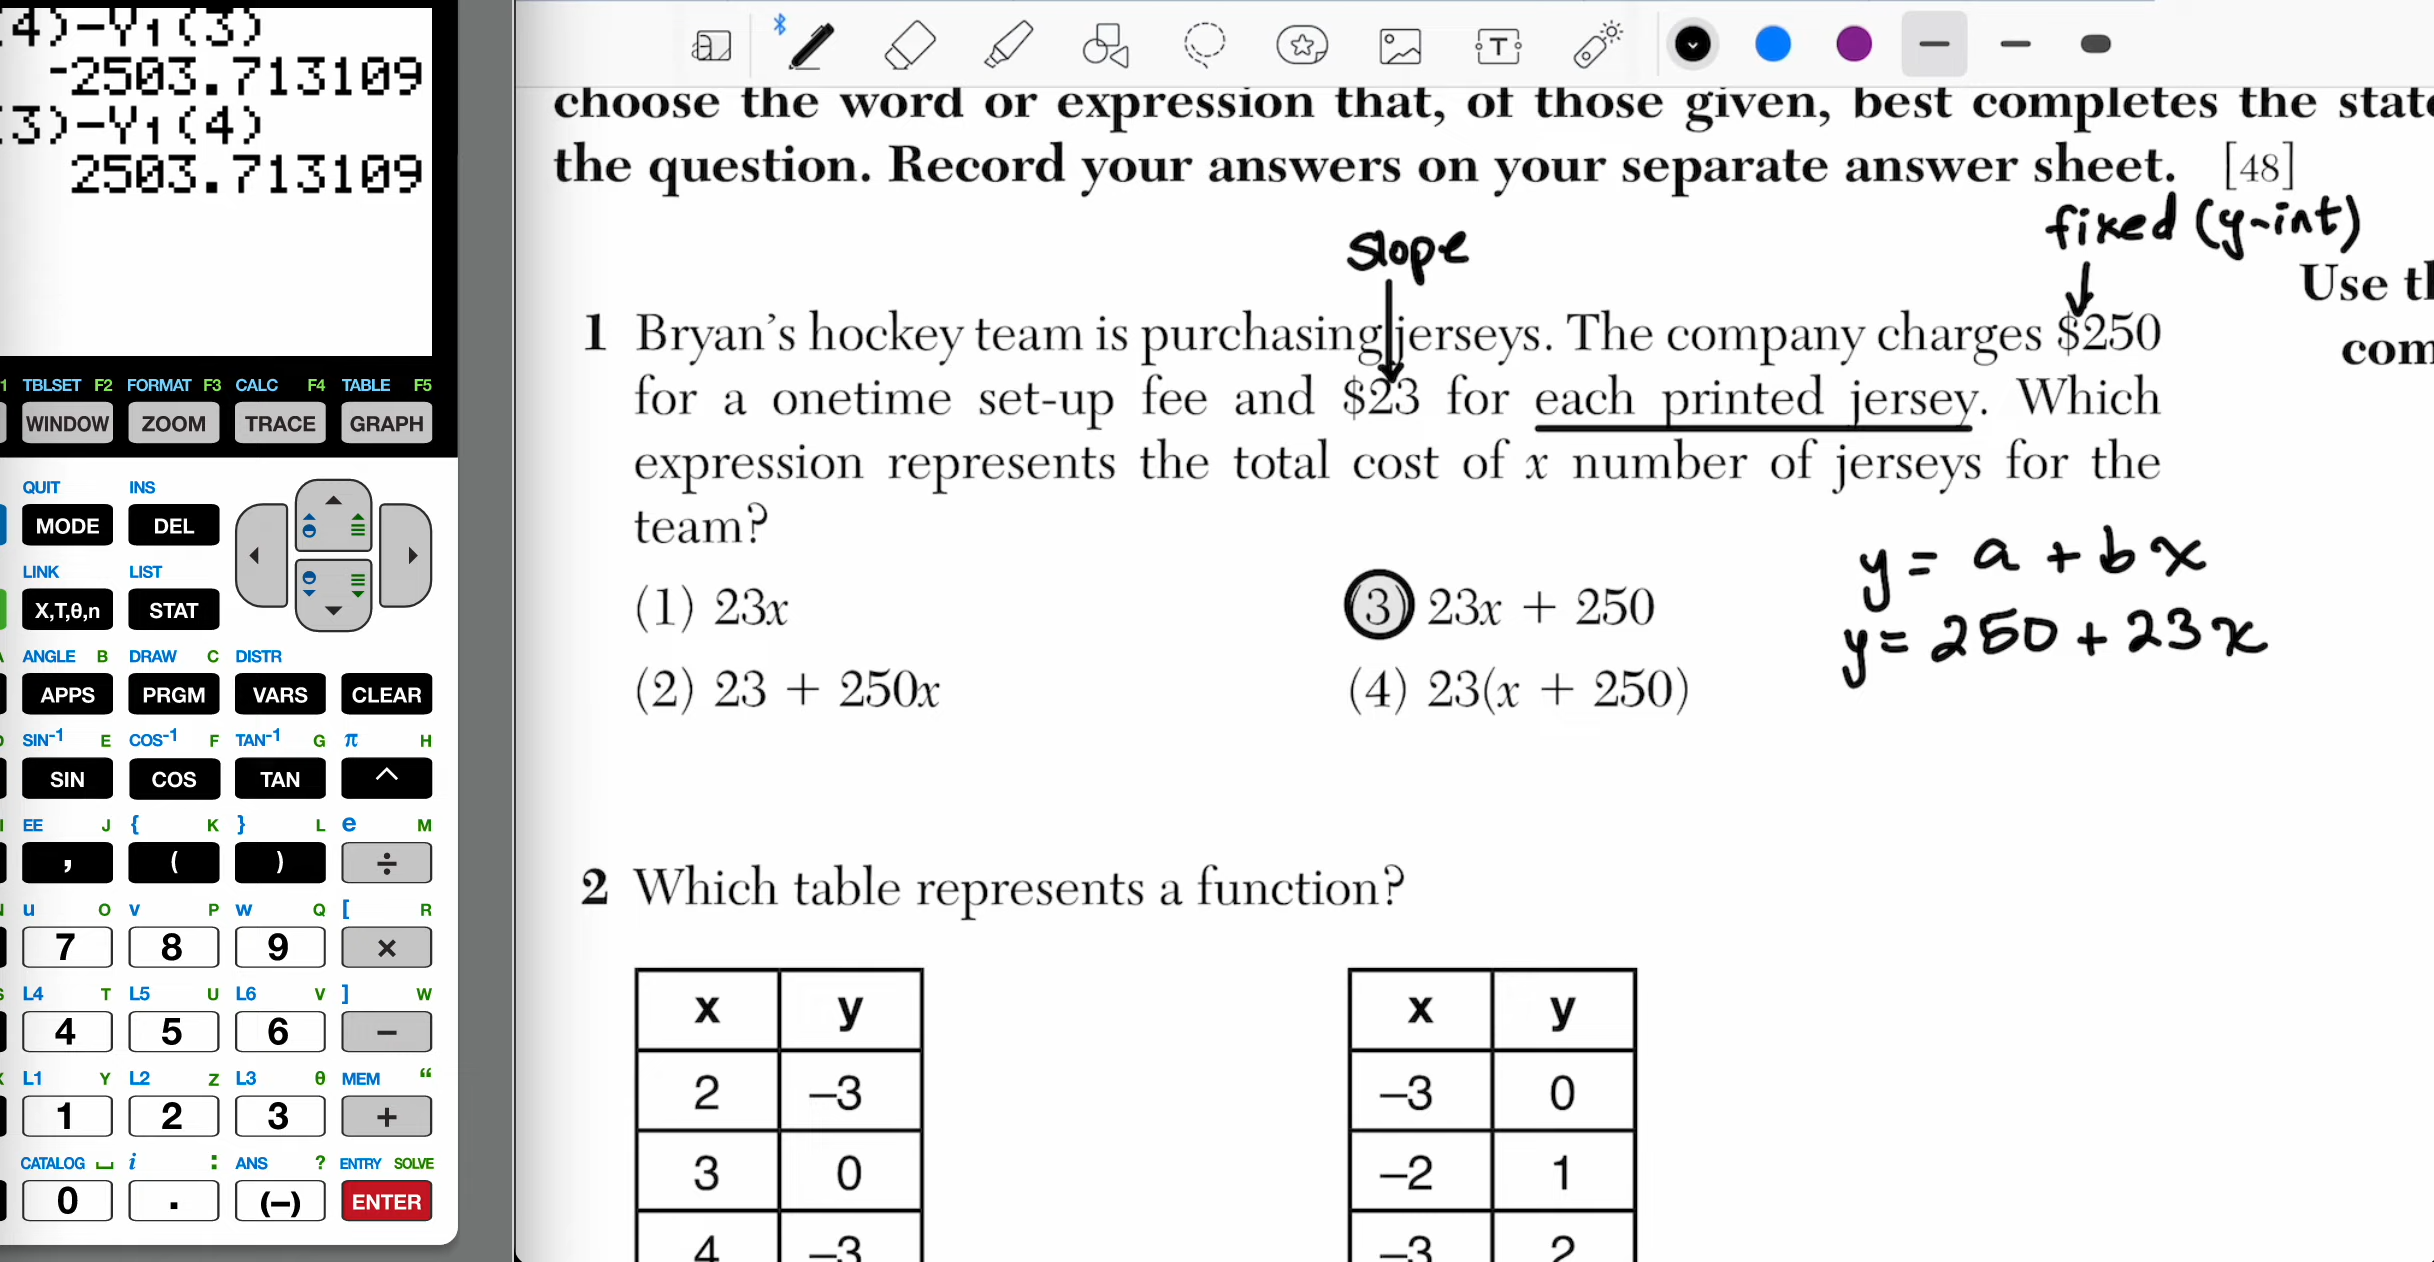 4)-Y1(3)
-2503.713109
3)-Y1(4)
2503.713109
1 TBLSET F2 FORMAT F3 CALC F4 TABLE F5
WINDOW ZOOM TRACE GRAPH
QUIT INS
MODE DEL
LINK LIST
X,T,θ,n STAT
ANGLE B DRAW C DISTR
APPS PRGM VARS CLEAR
SIN-1 E COS-1 F TAN-1 G π H
SIN COS TAN ^
EE J { K } L e M
, ( ) ÷
u O v P w Q [ R
7 8 9 ×
L4 T L5 U L6 V ] W
4 5 6 −
L1 Y L2 Z L3 θ MEM “
1 2 3 +
CATALOG i : ANS ? ENTRY SOLVE
0 . (−) ENTER
choose the word or expression that, of those given, best completes the state
the question. Record your answers on your separate answer sheet. [48]
fixed (y-int)
slope
1 Bryan’s hockey team is purchasing jerseys. The company charges $250
for a onetime set-up fee and $23 for each printed jersey. Which
expression represents the total cost of x number of jerseys for the
team?
(1) 23x
(3) 23x + 250
(2) 23 + 250x
(4) 23(x + 250)
y = a + bx
y = 250 + 23x
Use th
com
2 Which table represents a function?
x y
2 –3
3 0
4 –3
x y
–3 0
–2 1
–3 2